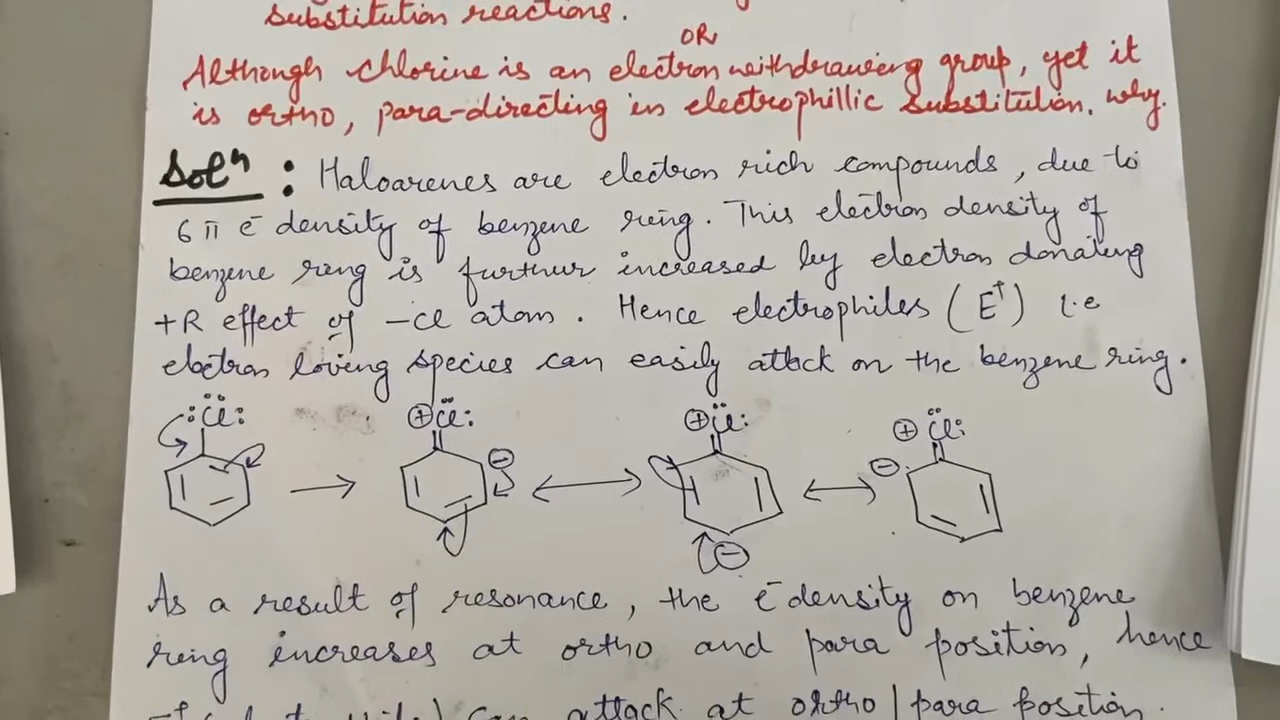 substitution reactions.
OR
Although chlorine is an electron withdrawing group, yet it
is ortho, para-directing in electrophillic substitution. why.
Solⁿ : Haloarenes are electron rich compounds, due to
6 π e⁻ density of benzene ring. This electron density of
benzene ring is furthur increased by electron donating
+R effect of -Cl atom. Hence electrophiles (E⁺) i.e
electron loving species can easily attack on the benzene ring.
:C̈l: ⊕C̈l: ⊕C̈l: ⊕ C̈l:
⊖ ⊖ ⊖
As a result of resonance, the e⁻ density on benzene
ring increases at ortho and para position, hence
can attack at ortho/para position.